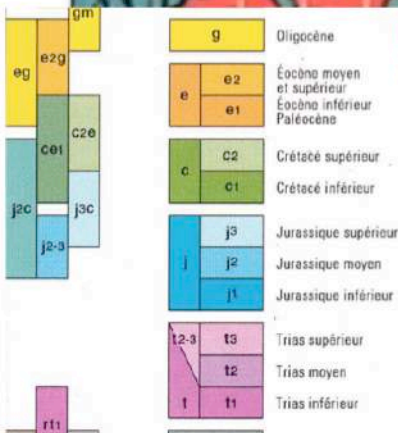 gm
g
Oligocène
eg
e2g
e
e2
Éocène moyen
et supérieur
e1
Éocène inférieur
Paléocène
ce1
c2e
c
c2
Crétacé supérieur
c1
Crétacé inférieur
j2c
j3c
j2-3
j
j3
Jurassique supérieur
j2
Jurassique moyen
j1
Jurassique inférieur
t2-3
t3
Trias supérieur
t2
Trias moyen
t
t1
Trias inférieur
rt1